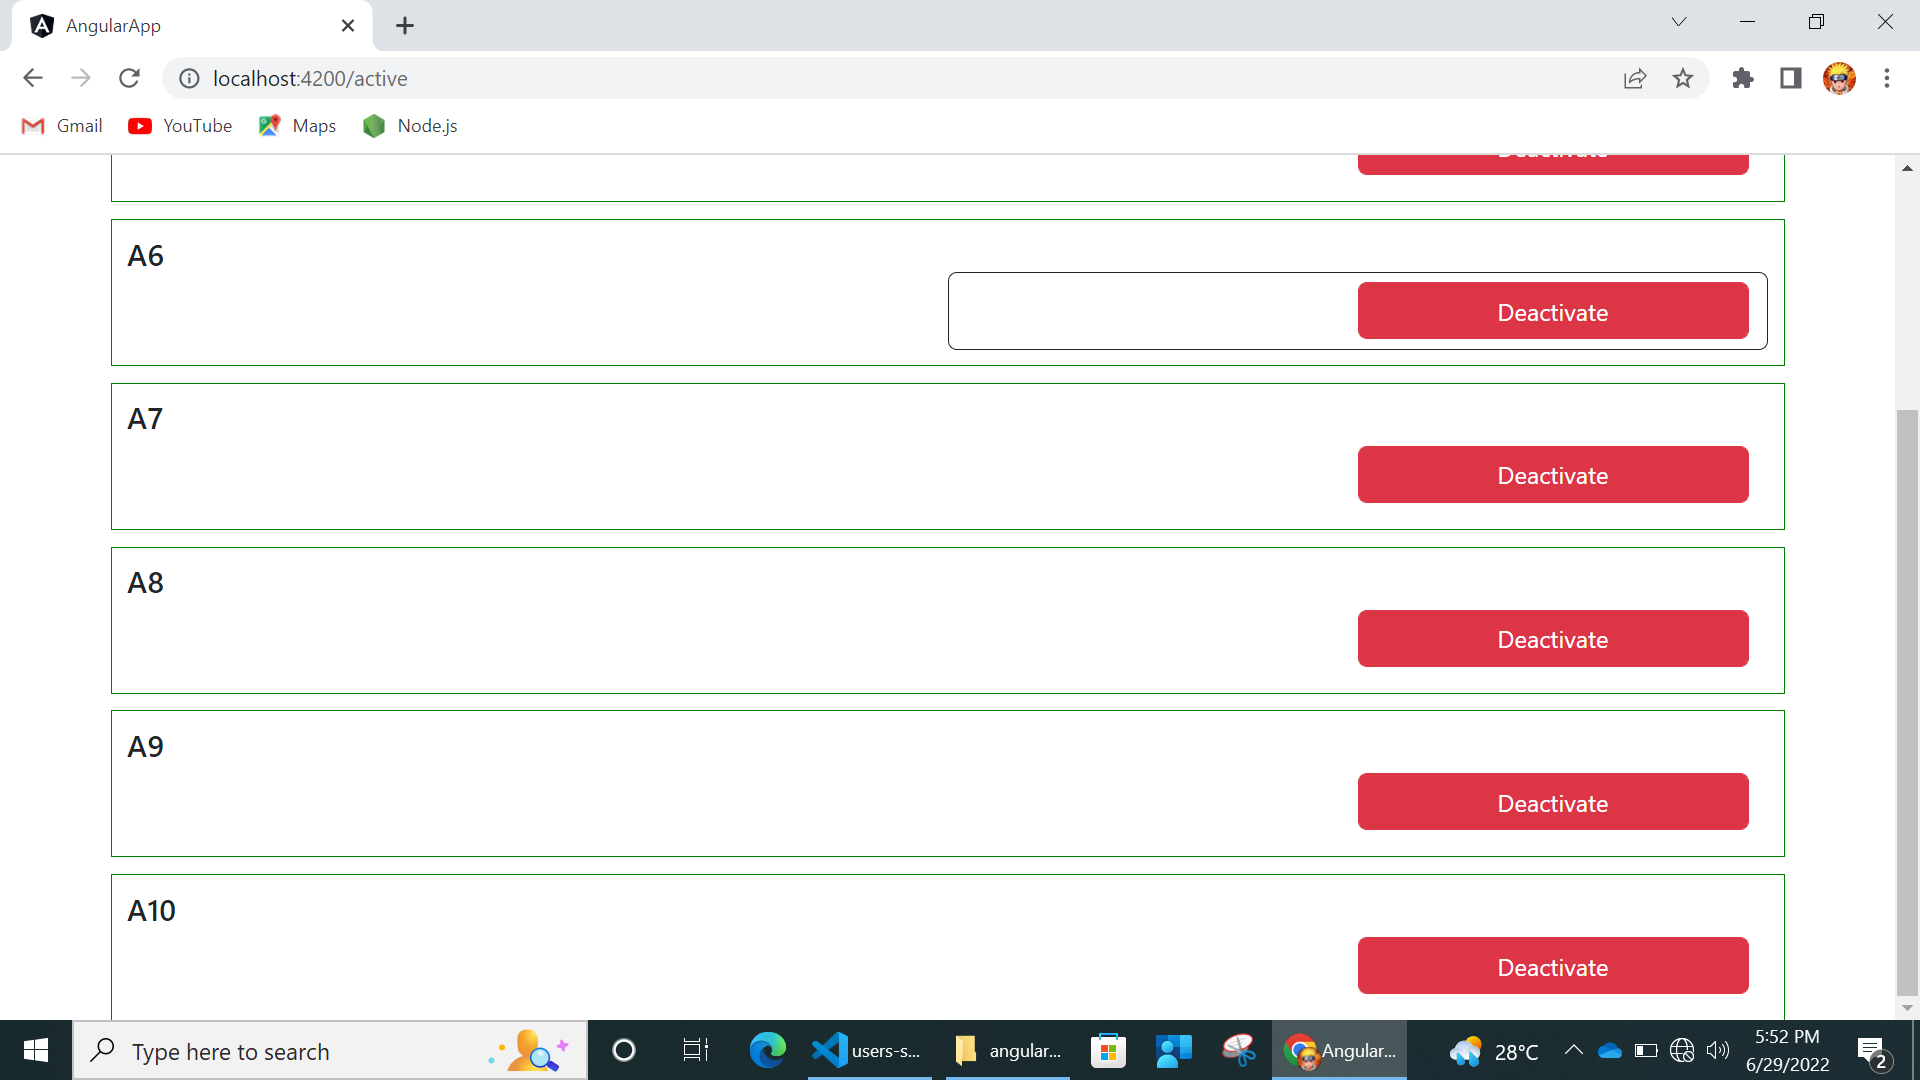 AngularApp
localhost:4200/active
Gmail
YouTube
Maps
Node.js
Deactivate
A6
Deactivate
A7
Deactivate
A8
Deactivate
A9
Deactivate
A10
Deactivate
Type here to search
users-s...
angular...
Angular...
28°C
5:52 PM
6/29/2022
2